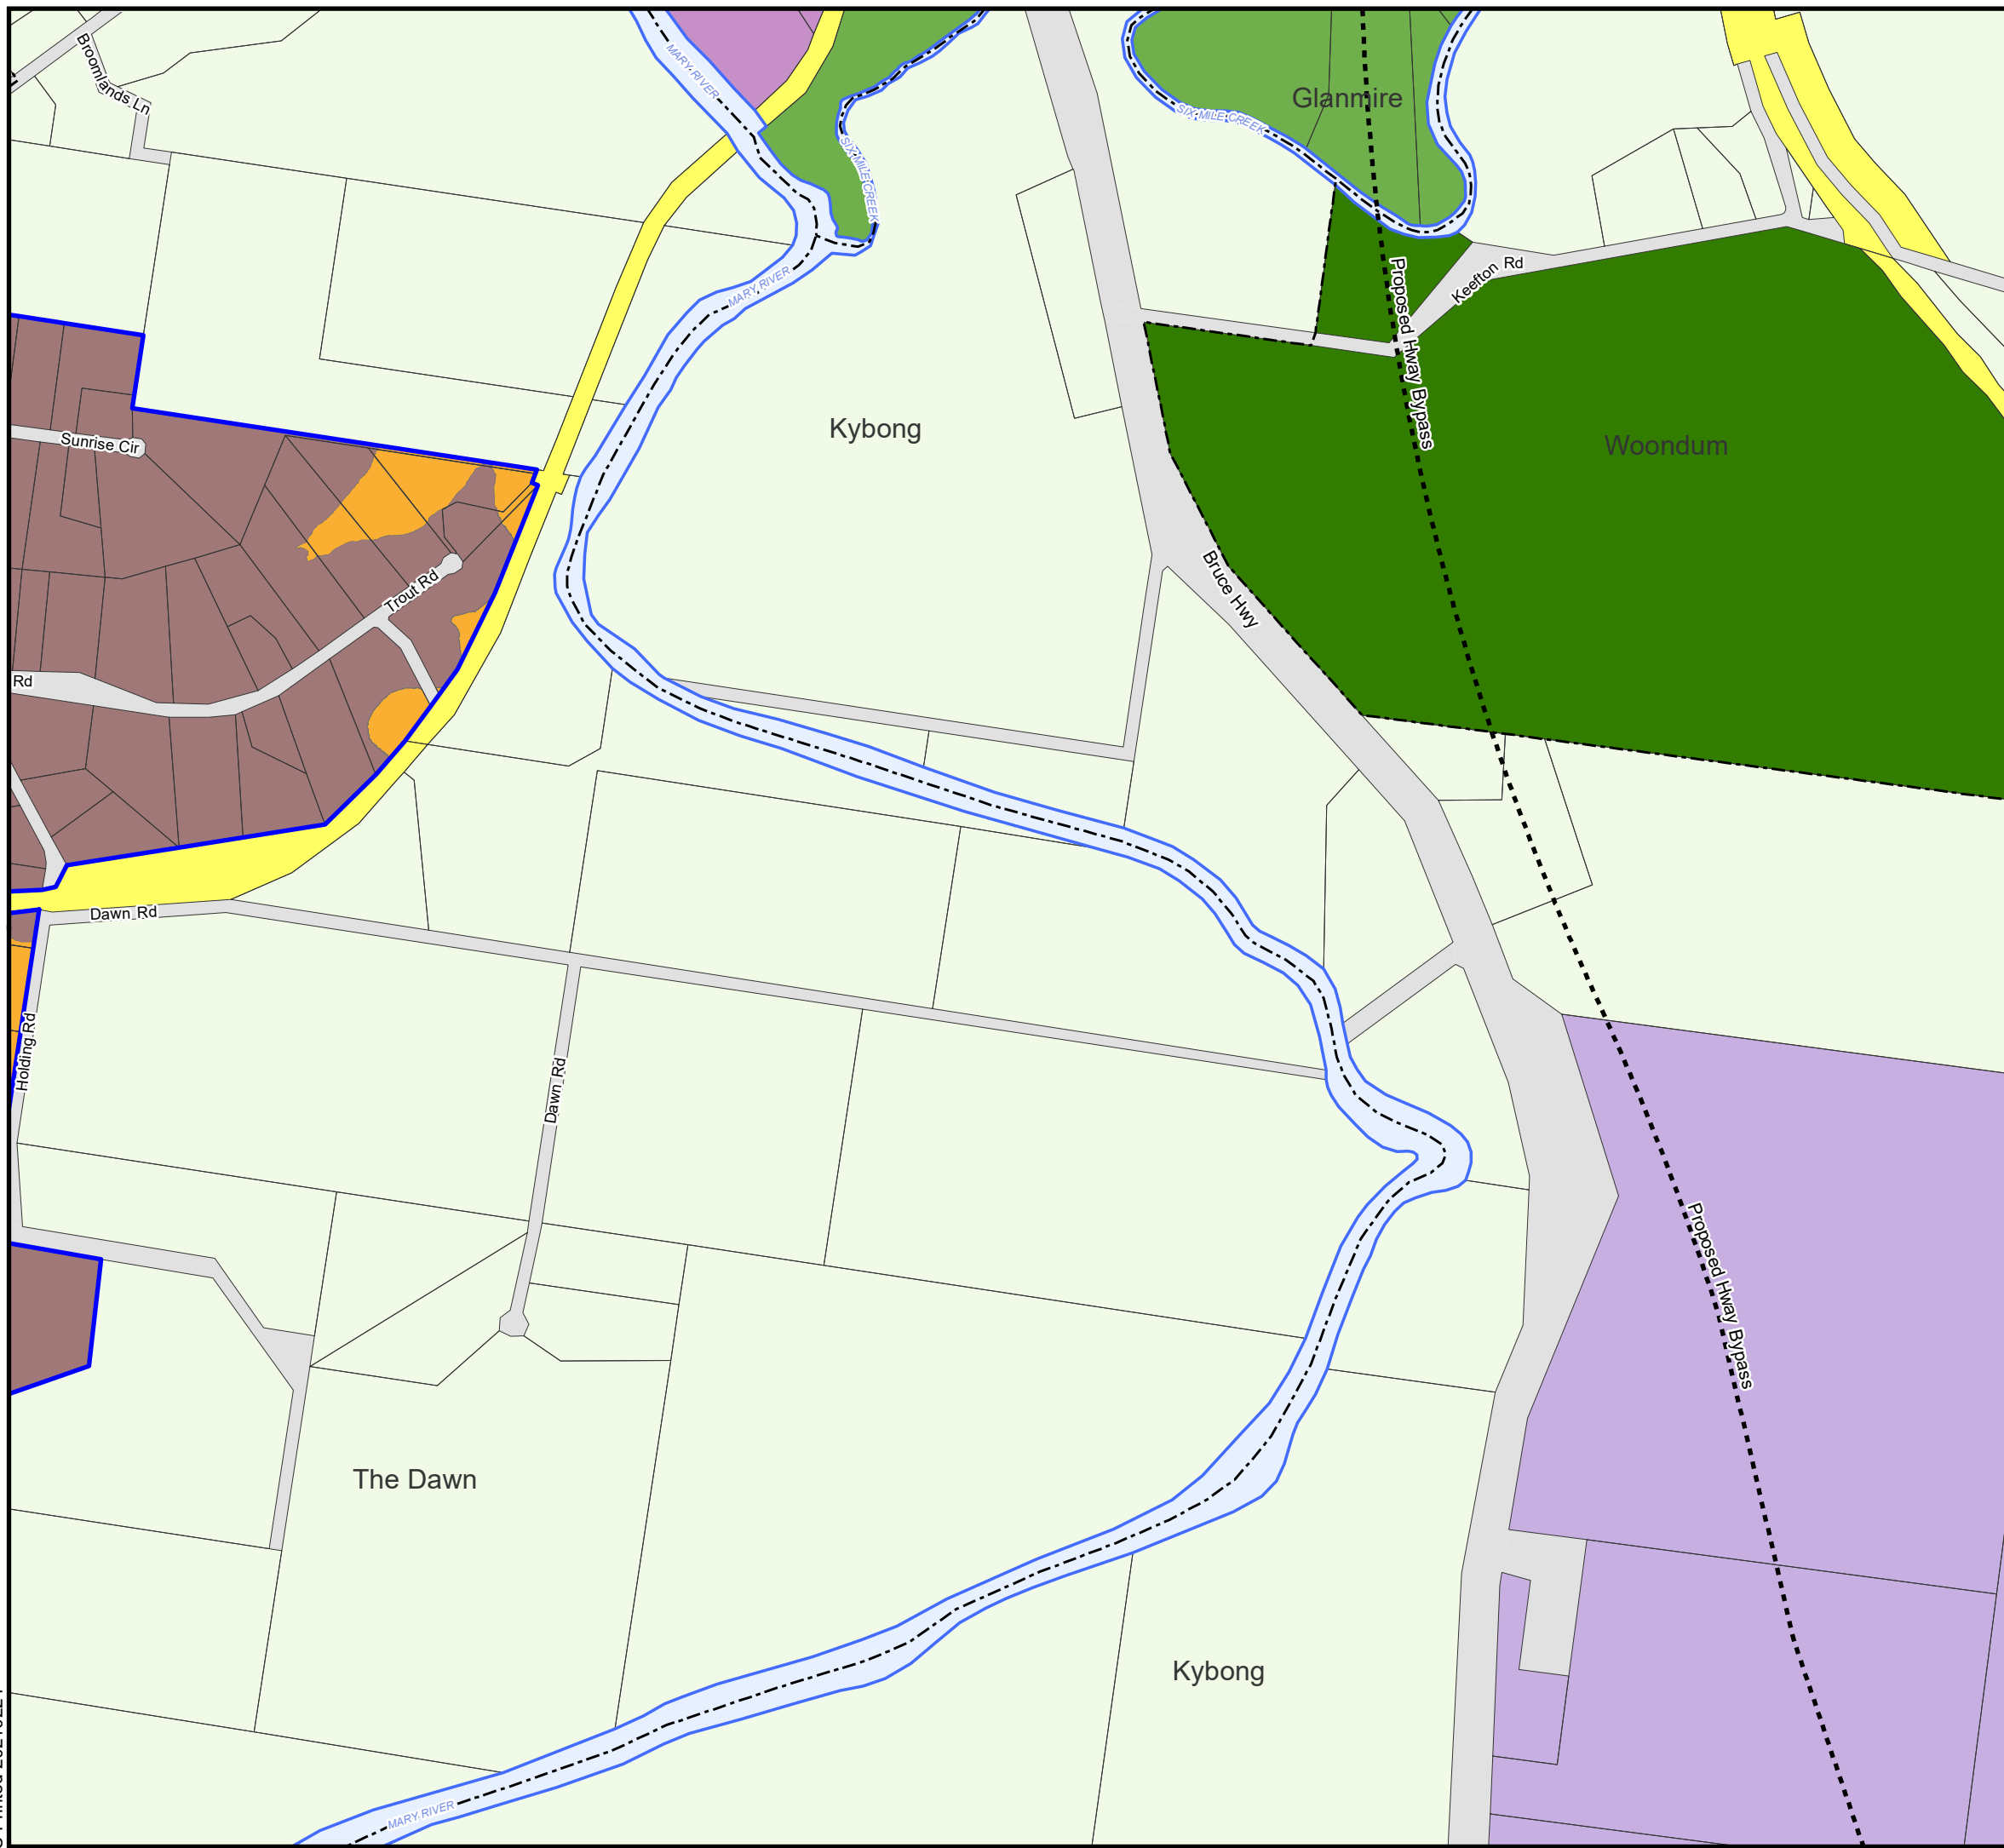 Broomlands Ln
MARY RIVER
SIX MILE CREEK
SIX MILE CREEK
Glanmire
MARY RIVER
Keefton Rd
Proposed Hway Bypass
Kybong
Woondum
Sunrise Cir
Trout Rd
Bruce Hwy
Rd
Dawn Rd
Holding Rd
Dawn Rd
Proposed Hway Bypass
The Dawn
Kybong
MARY RIVER